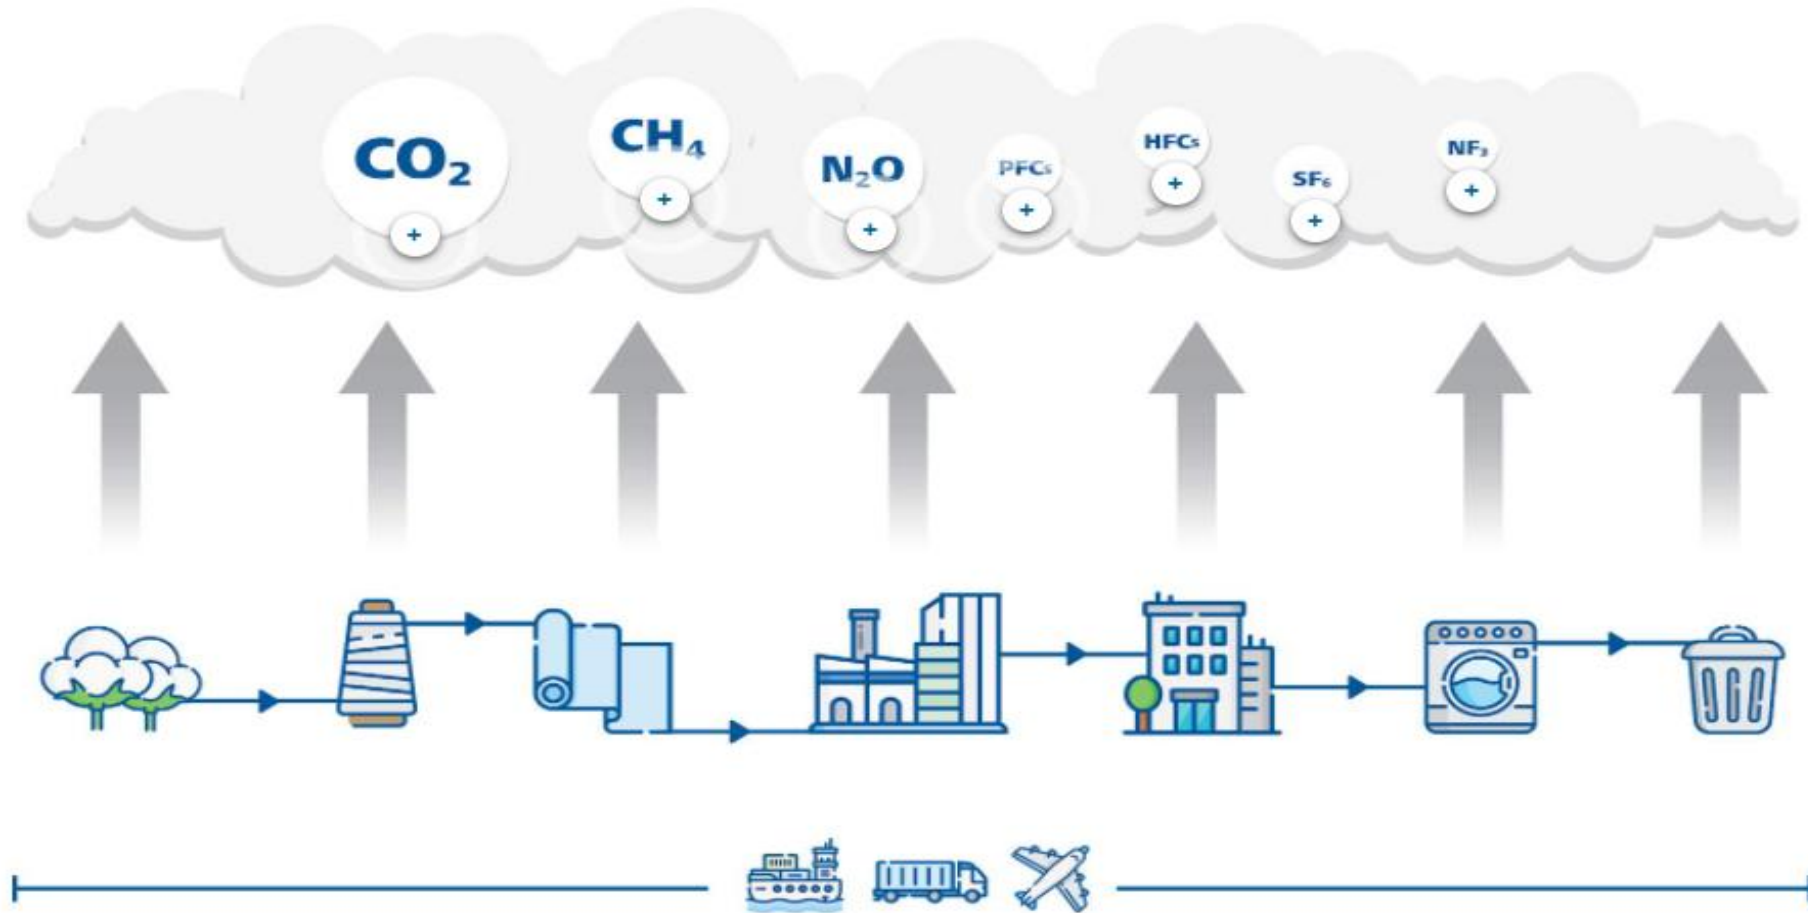 CO₂
CH₄
N₂O
PFCs
HFCs
SF₆
NF₃
+
+
+
+
+
+
+